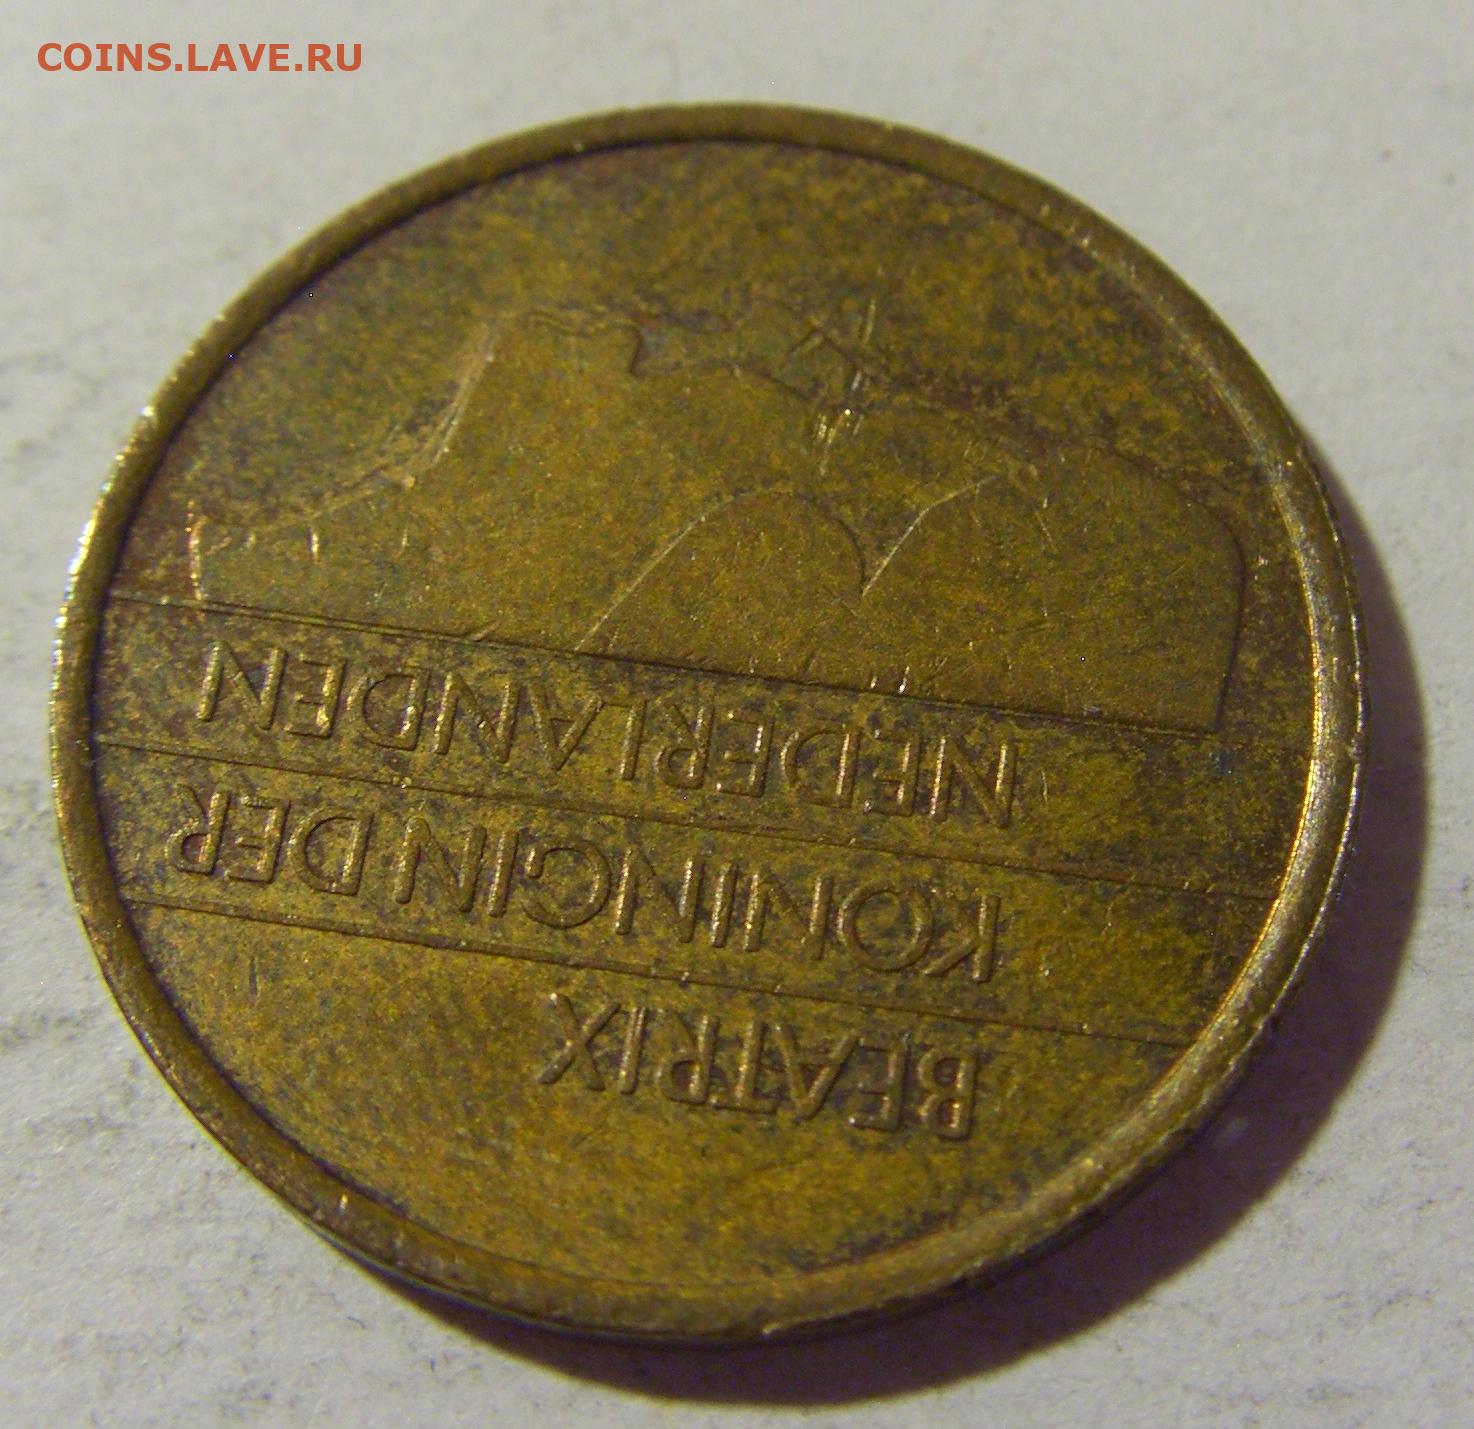 COINS.LAVE.RU
BEATRIX
KONINGIN DER
NEDERLANDEN